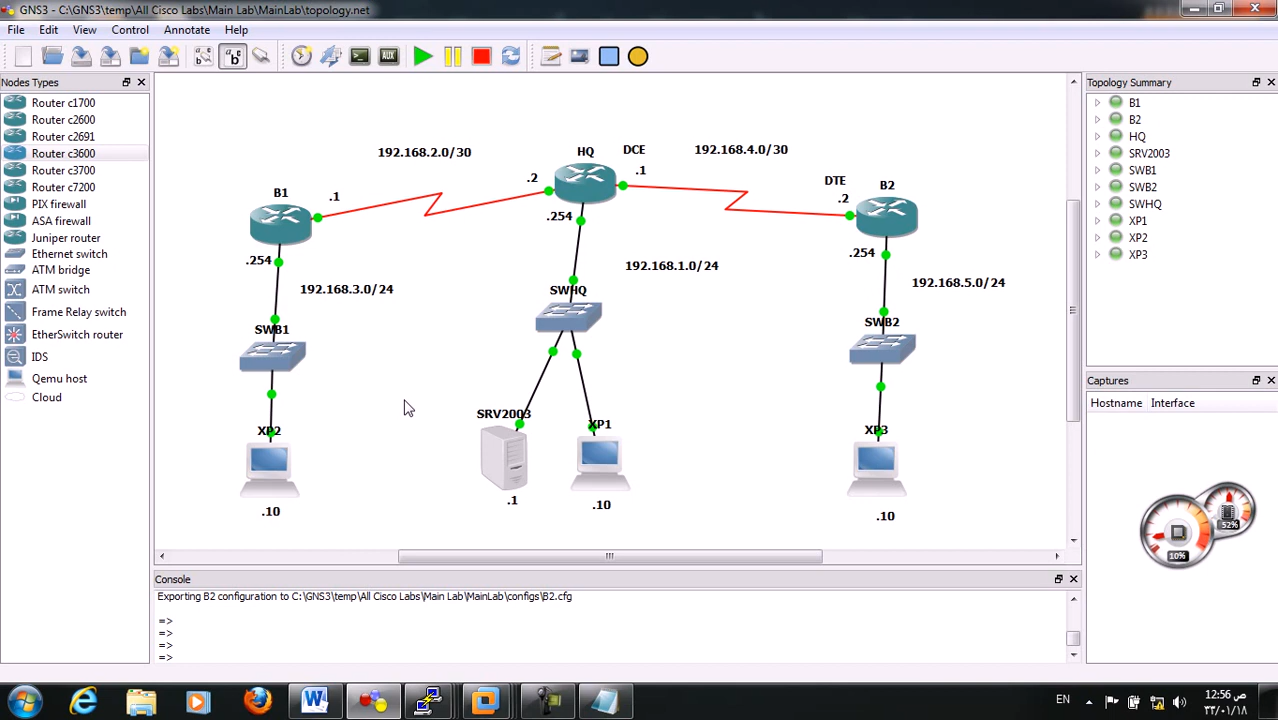 GNS3 - C:\GNS3\temp\All Cisco Labs\Main Lab\MainLab\topology.net
File Edit View Control Annotate Help
Nodes Types
Router c1700
Router c2600
Router c2691
Router c3600
Router c3700
Router c7200
PIX firewall
ASA firewall
Juniper router
Ethernet switch
ATM bridge
ATM switch
Frame Relay switch
EtherSwitch router
IDS
Qemu host
Cloud
192.168.2.0/30
HQ
DCE
192.168.4.0/30
.2
.1
B1
.1
DTE
B2
.2
.254
.254
.254
192.168.3.0/24
192.168.1.0/24
192.168.5.0/24
SWHQ
SWB1
SWB2
SRV2003
XP1
XP2
XP3
.10
.1
.10
.10
Console
Exporting B2 configuration to C:\GNS3\temp\All Cisco Labs\Main Lab\MainLab\configs\B2.cfg
=>
=>
=>
=>
Topology Summary
B1
B2
HQ
SRV2003
SWB1
SWB2
SWHQ
XP1
XP2
XP3
Captures
Hostname Interface
52%
10%
EN
12:56 ص
٣٣/٠١/١٨